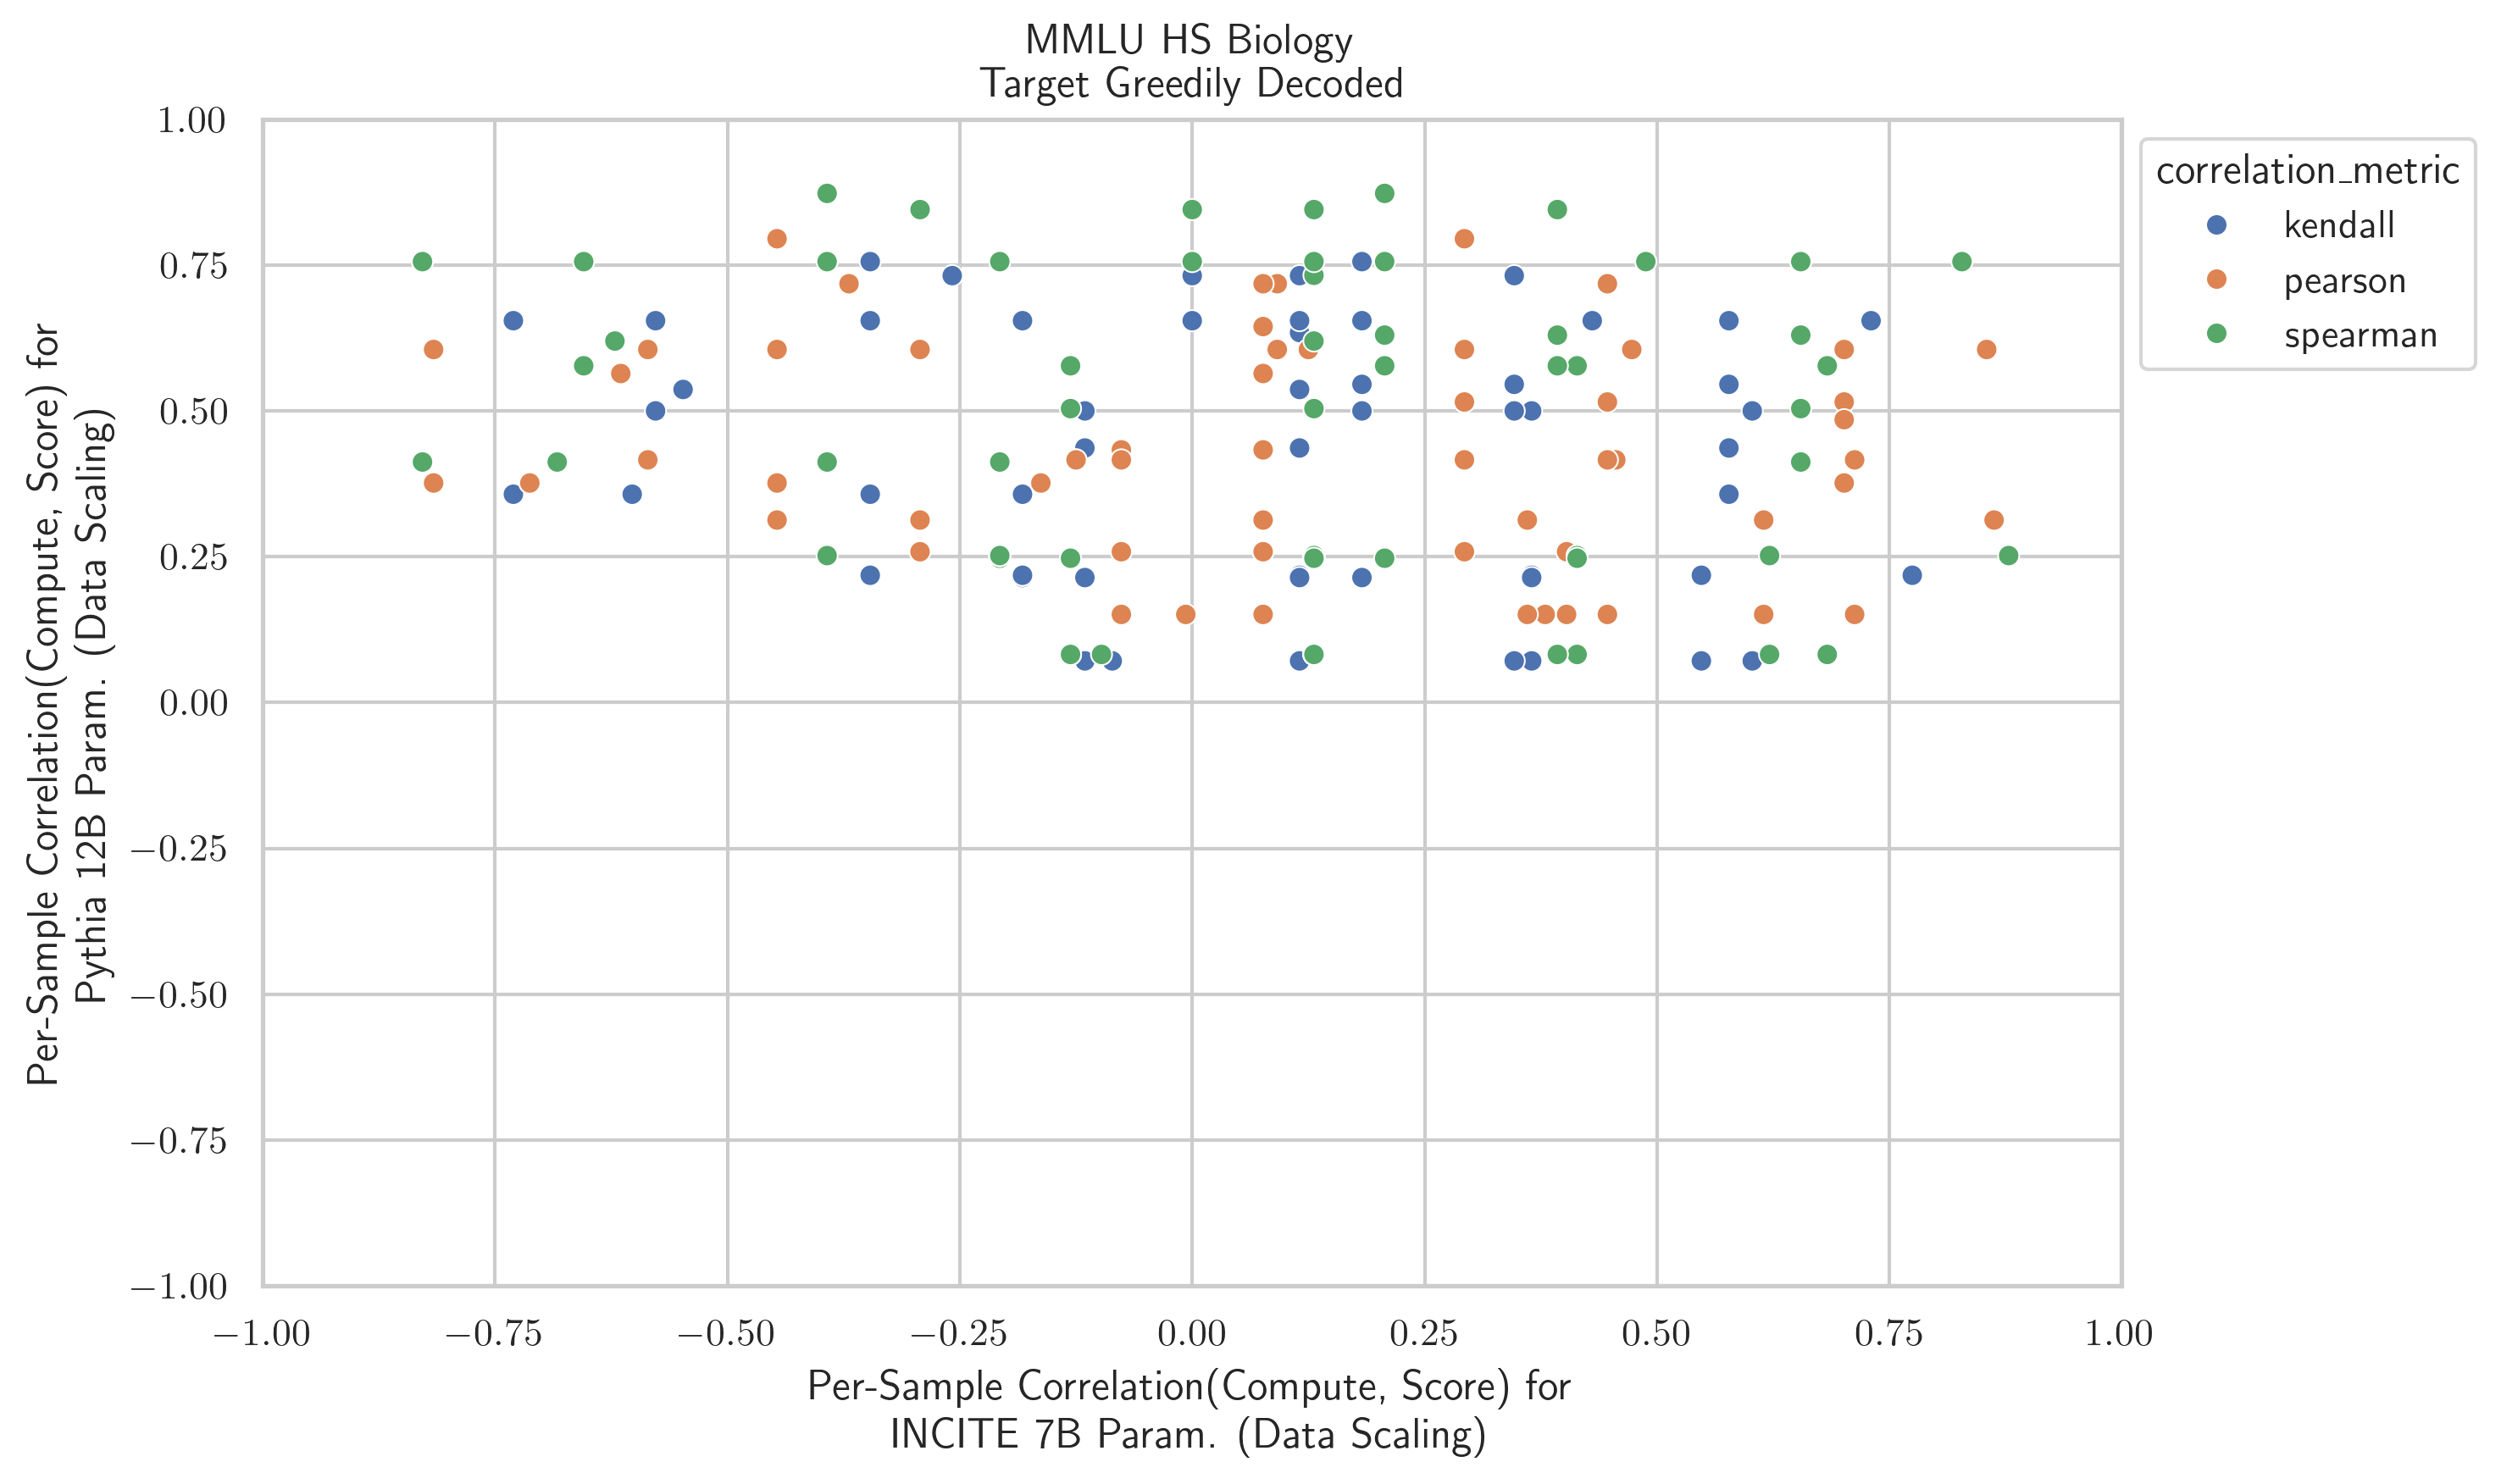 MMLU HS Biology
Target Greedily Decoded
1.00
0.75
0.50
0.25
0.00
−0.25
−0.50
−0.75
−1.00
Per-Sample Correlation(Compute, Score) for
Pythia 12B Param. (Data Scaling)
correlation_metric
kendall
pearson
spearman
−1.00 −0.75 −0.50 −0.25 0.00 0.25 0.50 0.75 1.00
Per-Sample Correlation(Compute, Score) for
INCITE 7B Param. (Data Scaling)